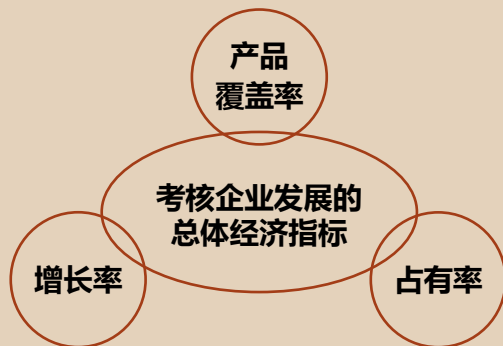 产品
覆盖率
考核企业发展的
总体经济指标
增长率
占有率